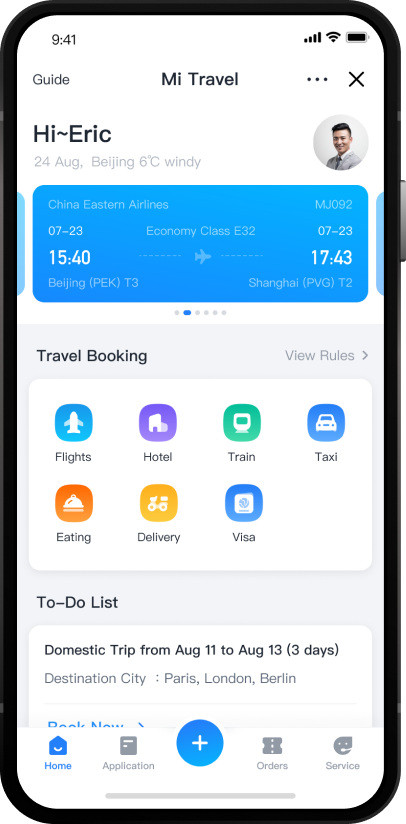 9:41
Guide Mi Travel
Hi~Eric
24 Aug, Beijing 6℃ windy
China Eastern Airlines MJ092
07-23 Economy Class E32 07-23
15:40 17:43
Beijing (PEK) T3 Shanghai (PVG) T2
Travel Booking View Rules >
Flights Hotel Train Taxi
Eating Delivery Visa
To-Do List
Domestic Trip from Aug 11 to Aug 13 (3 days)
Destination City ：Paris, London, Berlin
Book Now >
Home Application Orders Service